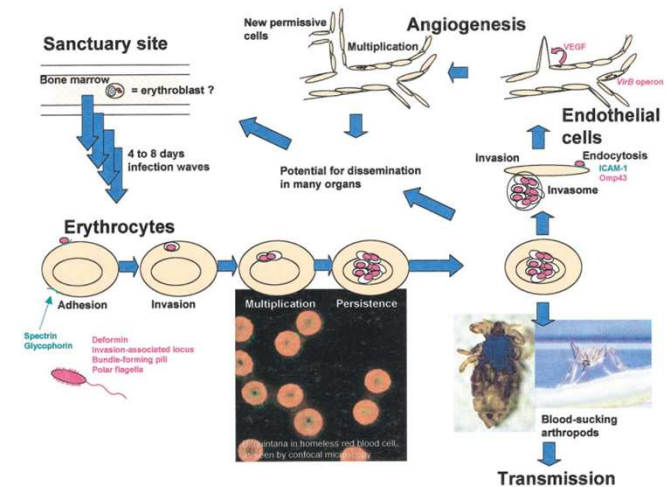 New permissive
cells
Angiogenesis
Multiplication
VEGF
VirB operon
Sanctuary site
Bone marrow
= erythroblast ?
4 to 8 days
infection waves
Potential for dissemination
in many organs
Endothelial
cells
Invasion
Endocytosis
ICAM-1
Omp43
Invasome
Erythrocytes
Adhesion
Invasion
Multiplication
Persistence
Spectrin
Glycophorin
Deformin
Invasion-associated locus
Bundle-forming pili
Polar flagella
B. quintana in homeless red blood cell,
as seen by confocal microscopy
Blood-sucking
arthropods
Transmission